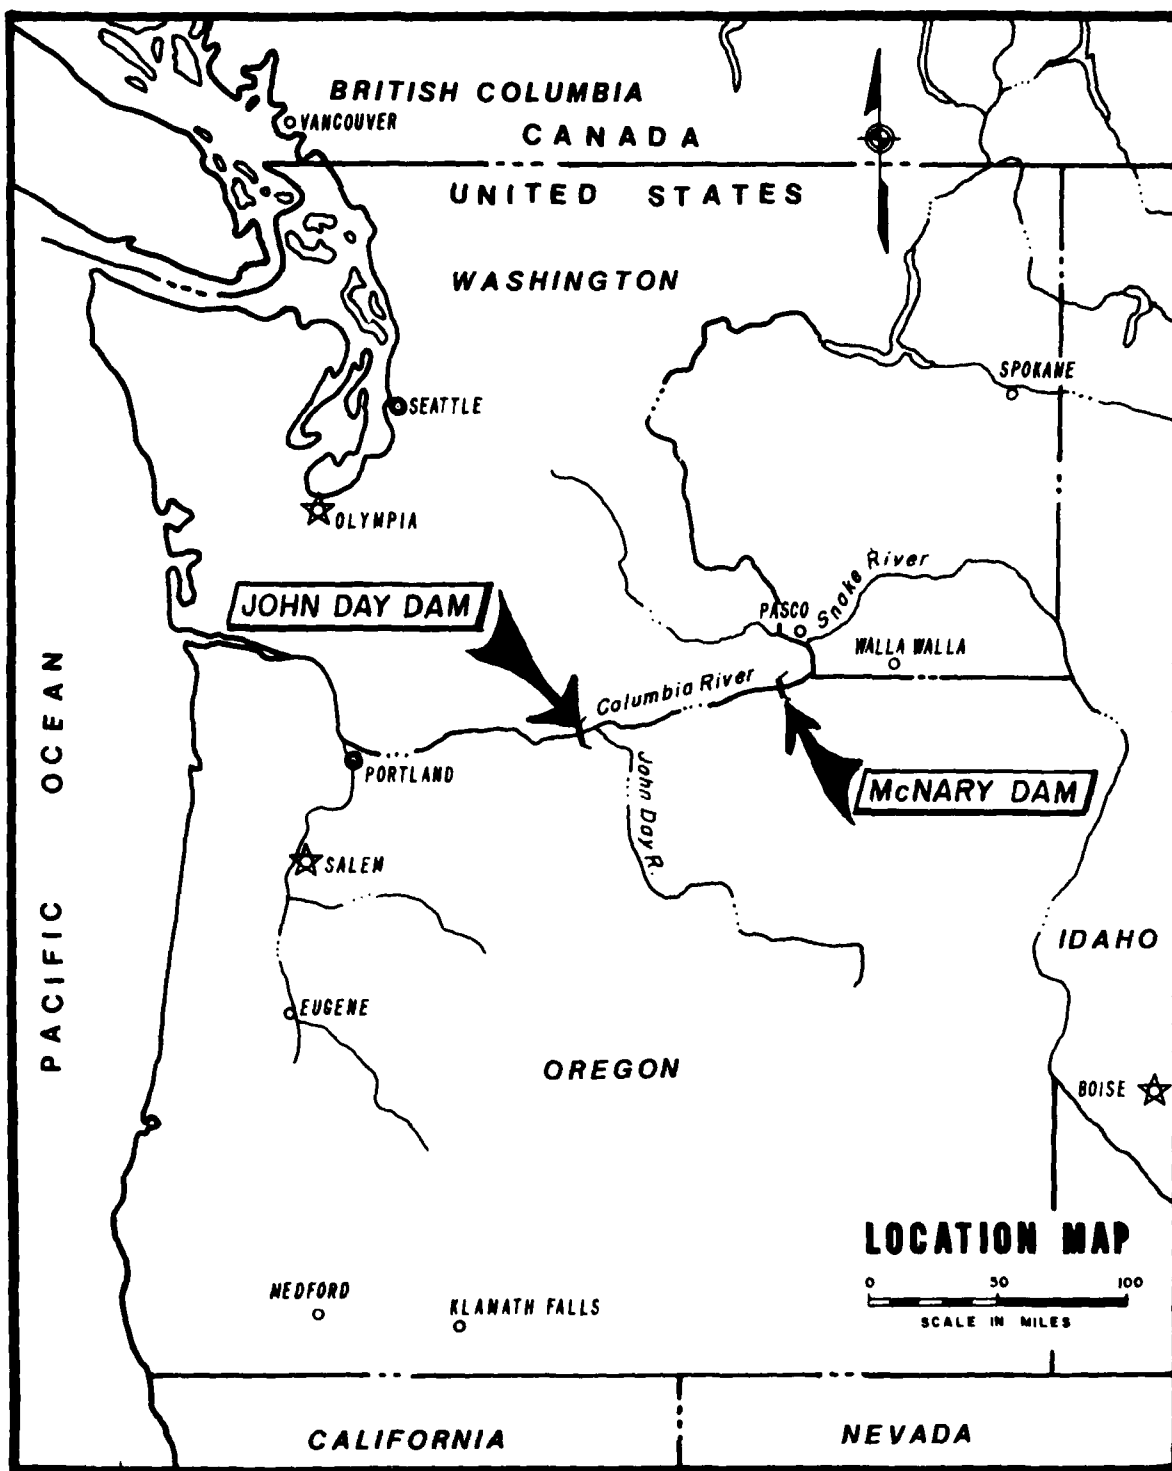 BRITISH COLUMBIA
VANCOUVER
CANADA
UNITED STATES
WASHINGTON
SPOKANE
SEATTLE
OLYMPIA
Snake River
JOHN DAY DAM
PASCO
WALLA WALLA
Columbia River
PACIFIC OCEAN
PORTLAND
John Day R.
McNARY DAM
SALEM
IDAHO
EUGENE
OREGON
BOISE
LOCATION MAP
0 50 100
SCALE IN MILES
MEDFORD
KLAMATH FALLS
CALIFORNIA
NEVADA